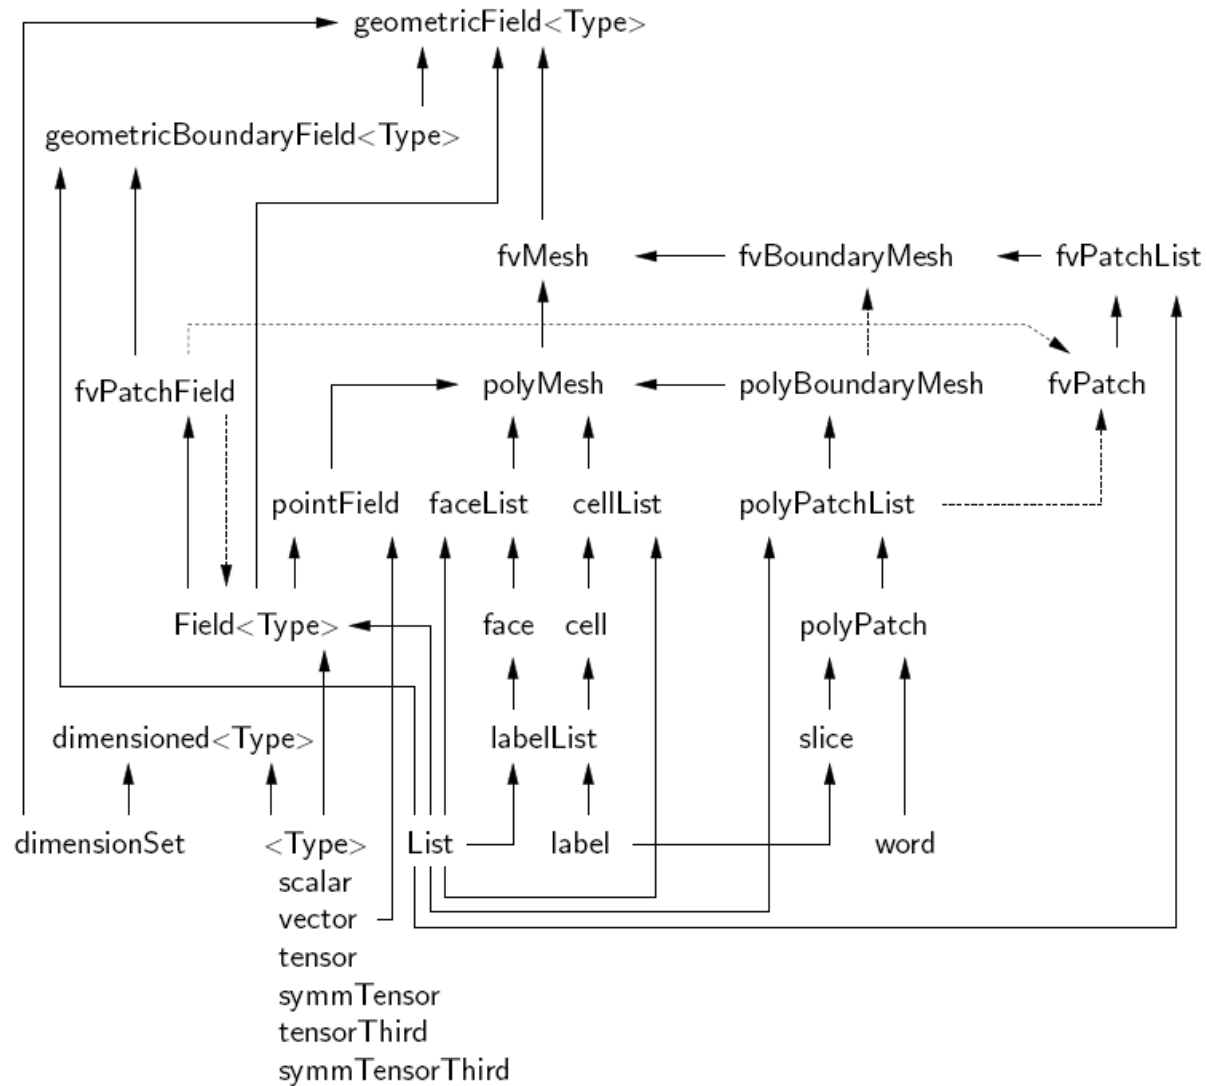 geometricField<Type>
geometricBoundaryField<Type>
fvMesh fvBoundaryMesh fvPatchList
fvPatchField polyMesh polyBoundaryMesh fvPatch
pointField faceList cellList polyPatchList
Field<Type> face cell polyPatch
dimensioned<Type> labelList slice
dimensionSet <Type> List label word
scalar
vector
tensor
symmTensor
tensorThird
symmTensorThird